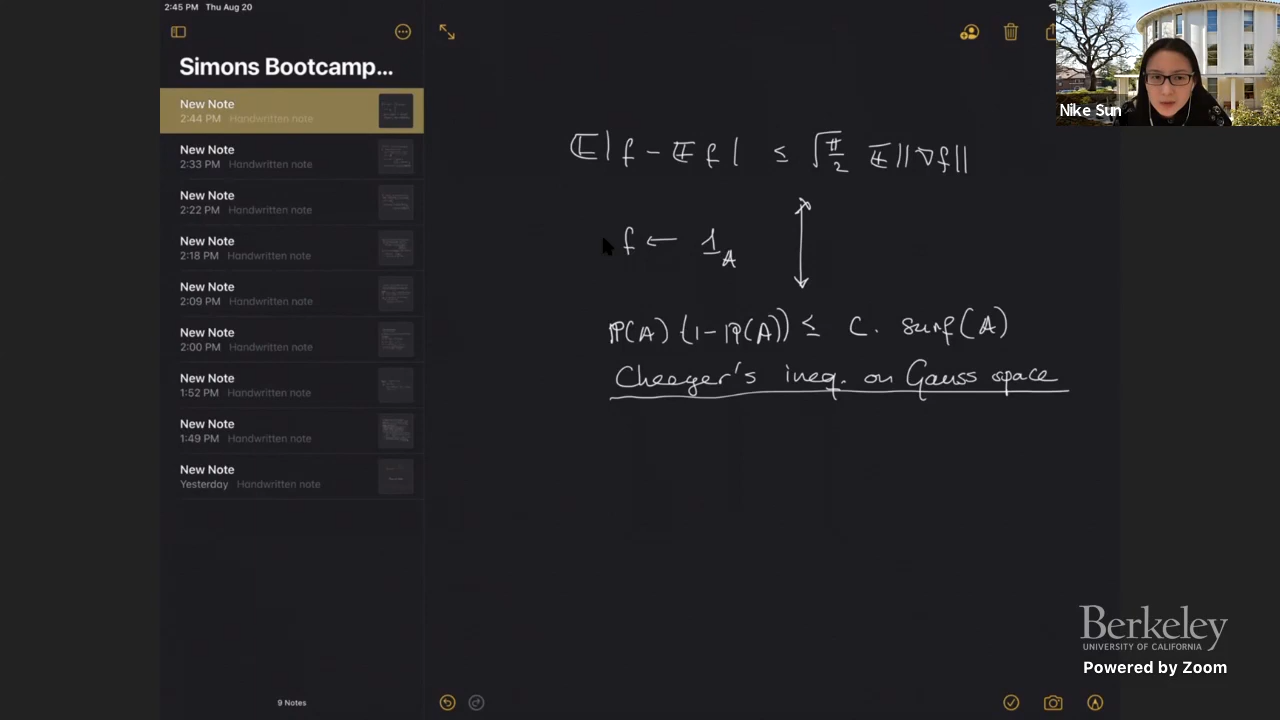 2:45 PM Thu Aug 20
Simons Bootcamp...
New Note
2:44 PM Handwritten note
New Note
2:33 PM Handwritten note
New Note
2:22 PM Handwritten note
New Note
2:18 PM Handwritten note
New Note
2:09 PM Handwritten note
New Note
2:00 PM Handwritten note
New Note
1:52 PM Handwritten note
New Note
1:49 PM Handwritten note
New Note
Yesterday Handwritten note
9 Notes
𝔼|f − 𝔼f| ≤ √(π/2) 𝔼||∇f||
f ← 1_A
ℙ(A) (1−ℙ(A)) ≤ C. surf(A)
Cheeger's ineq. on Gauss space
Nike Sun
Berkeley
UNIVERSITY OF CALIFORNIA
Powered by Zoom